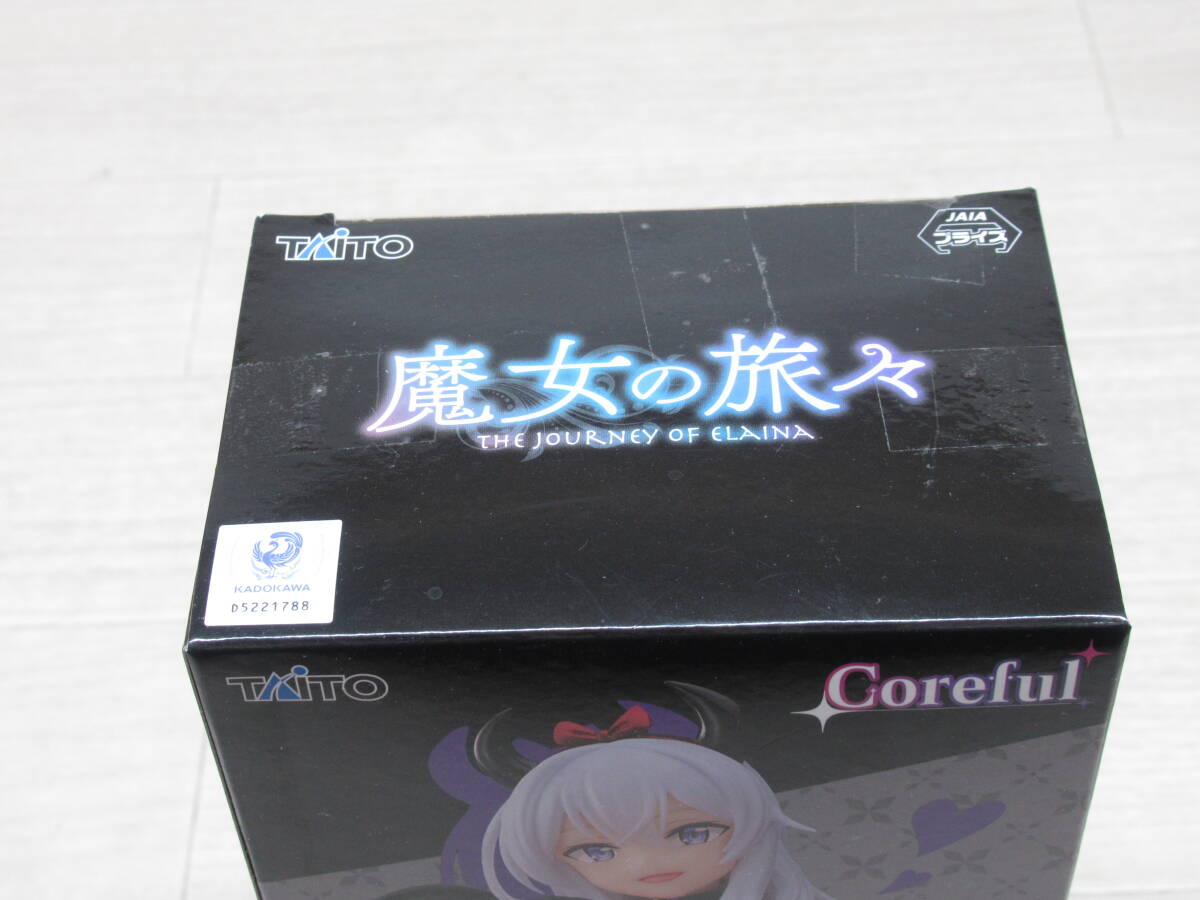 TAITO
JAIA
プライズ
魔女の旅々
THE JOURNEY OF ELAINA
KADOKAWA
D5221788
TAITO
Coreful